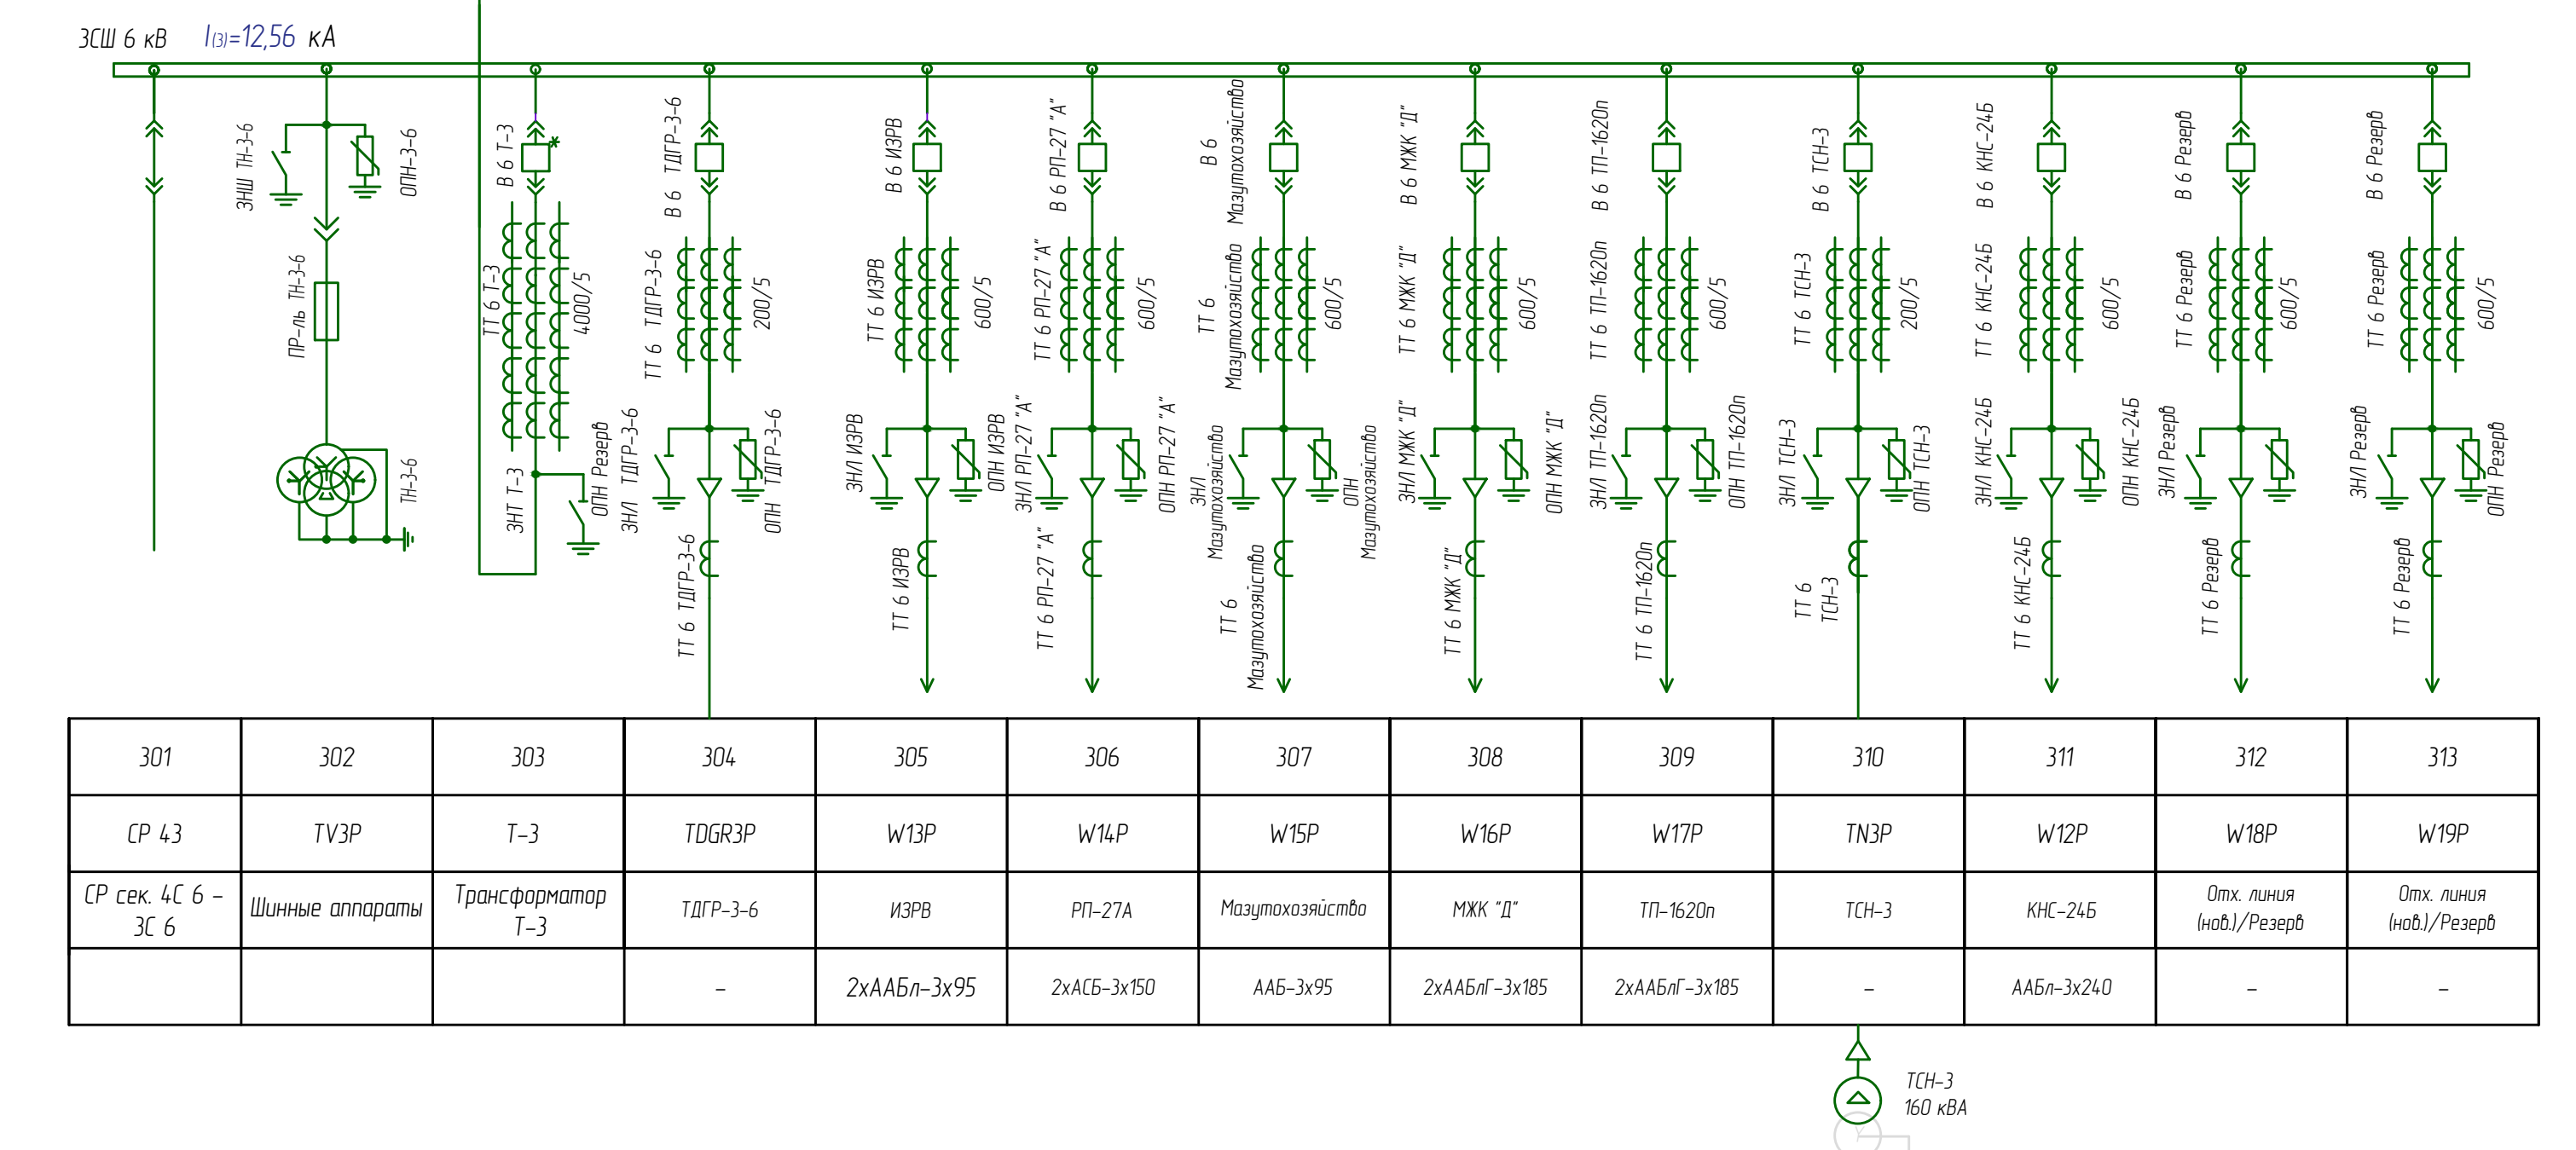 3СШ 6 кВ I(3)=12,56 кА
ЗНШ ТН-3-6
ОПН-3-6
ПР-ль ТН-3-6
ТН-3-6
В 6 Т-3
ТТ 6 Т-3
4000/5
ЗНТ Т-3
ОПН Резерв
В 6 ТДГР-3-6
ТТ 6 ТДГР-3-6
200/5
ЗНЛ ТДГР-3-6
ОПН ТДГР-3-6
ТТ 6 ТДГР-3-6
В 6 ИЗРВ
ТТ 6 ИЗРВ
600/5
ЗНЛ ИЗРВ
ОПН ИЗРВ
ТТ 6 ИЗРВ
В 6 РП-27 "А"
ТТ 6 РП-27 "А"
600/5
ЗНЛ РП-27 "А"
ОПН РП-27 "А"
ТТ 6 РП-27 "А"
В 6
Мазутохозяйство
ТТ 6
Мазутохозяйство
600/5
ЗНЛ
Мазутохозяйство
ОПН
Мазутохозяйство
ТТ 6
Мазутохозяйство
В 6 МЖК "Д"
ТТ 6 МЖК "Д"
600/5
ЗНЛ МЖК "Д"
ОПН МЖК "Д"
ТТ 6 МЖК "Д"
В 6 ТП-1620п
ТТ 6 ТП-1620п
600/5
ЗНЛ ТП-1620п
ОПН ТП-1620п
ТТ 6 ТП-1620п
В 6 ТСН-3
ТТ 6 ТСН-3
200/5
ЗНЛ ТСН-3
ОПН ТСН-3
ТТ 6
ТСН-3
В 6 КНС-24Б
ТТ 6 КНС-24Б
600/5
ЗНЛ КНС-24Б
ОПН КНС-24Б
ТТ 6 КНС-24Б
В 6 Резерв
ТТ 6 Резерв
600/5
ЗНЛ Резерв
ТТ 6 Резерв
В 6 Резерв
ТТ 6 Резерв
600/5
ЗНЛ Резерв
ОПН Резерв
ТТ 6 Резерв
301 302 303 304 305 306 307 308 309 310 311 312 313
СР 43 TV3P Т-3 TDGR3P W13P W14P W15P W16P W17P TN3P W12P W18P W19P
СР сек. 4С 6 -
3С 6
Шинные аппараты
Трансформатор
Т-3
ТДГР-3-6
ИЗРВ
РП-27А
Мазутохозяйство
МЖК "Д"
ТП-1620п
ТСН-3
КНС-24Б
Отх. линия
(нов.)/Резерв
Отх. линия
(нов.)/Резерв
- 2хААБл-3х95 2хАСБ-3х150 ААБ-3х95 2хААБлГ-3х185 2хААБлГ-3х185 - ААБл-3х240 - -
ТСН-3
160 кВА